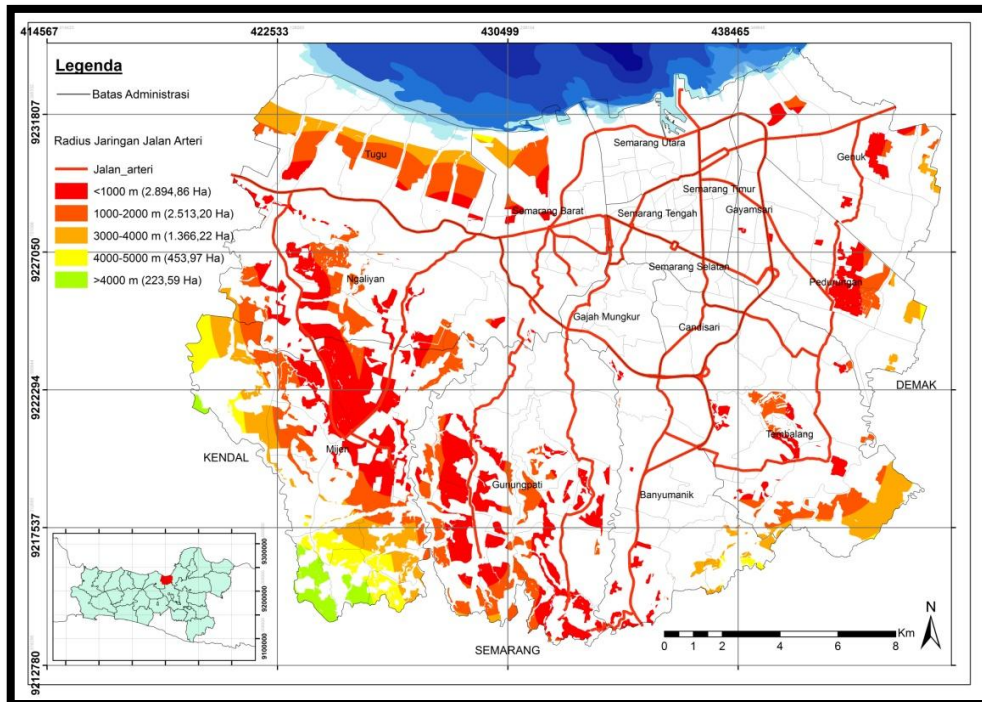 414567 422533 430499 438465
Legenda
Batas Administrasi
Radius Jaringan Jalan Arteri
Jalan_arteri
<1000 m (2.894,86 Ha)
1000-2000 m (2.513,20 Ha)
3000-4000 m (1.366,22 Ha)
4000-5000 m (453,97 Ha)
>4000 m (223,59 Ha)
9231807
9227050
9222294
9217537
9212780
Tugu
Semarang Utara
Genuk
Semarang Timur
Semarang Barat
Semarang Tengah
Gayamsari
Ngaliyan
Semarang Selatan
Pedurungan
Gajah Mungkur
Candisari
DEMAK
KENDAL
Mijen
Tembalang
Gunungpati
Banyumanik
SEMARANG
9300000
9200000
9100000
N
Km
0 1 2 4 6 8